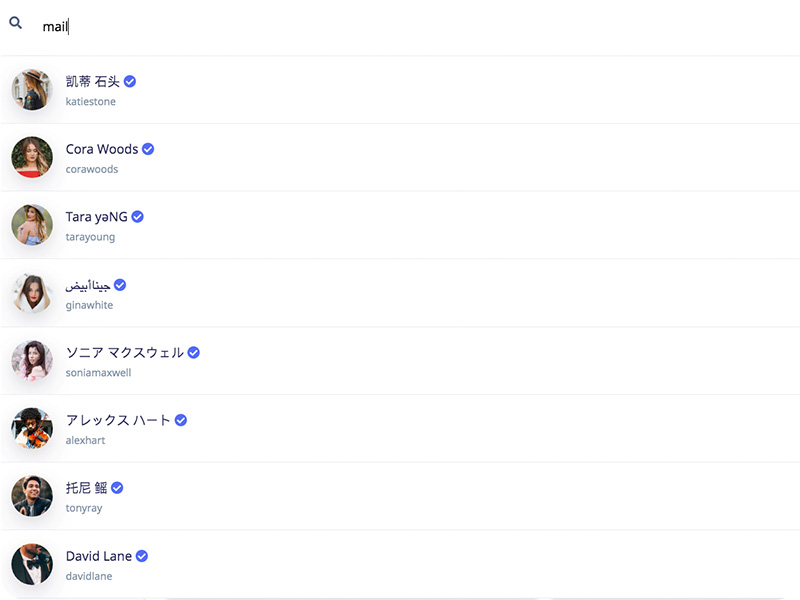 mail
凯蒂 石头
katiestone
Cora Woods
corawoods
Tara yəNG
tarayoung
جيناأبيض
ginawhite
ソニア マクスウェル
soniamaxwell
アレックス ハート
alexhart
托尼 鳐
tonyray
David Lane
davidlane